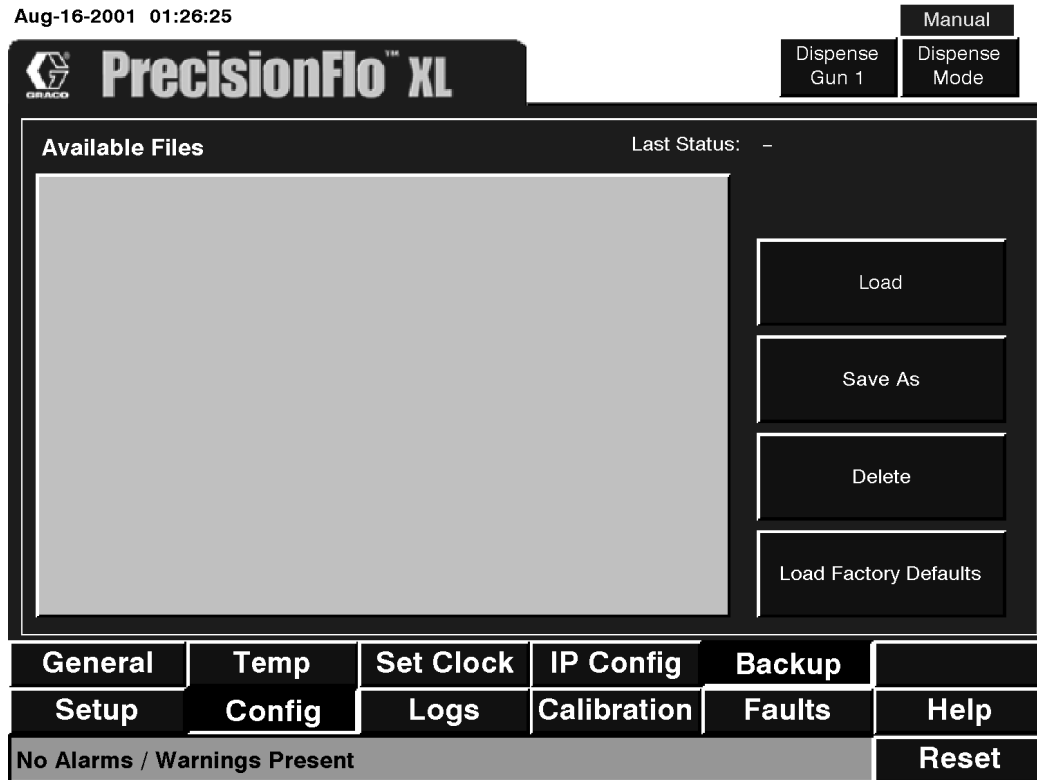 Aug-16-2001 01:26:25
Manual
Dispense
Gun 1
Dispense
Mode
GRACO
PrecisionFlo™ XL
Available Files
Last Status: –
Load
Save As
Delete
Load Factory Defaults
General Temp Set Clock IP Config Backup
Setup Config Logs Calibration Faults Help
No Alarms / Warnings Present
Reset